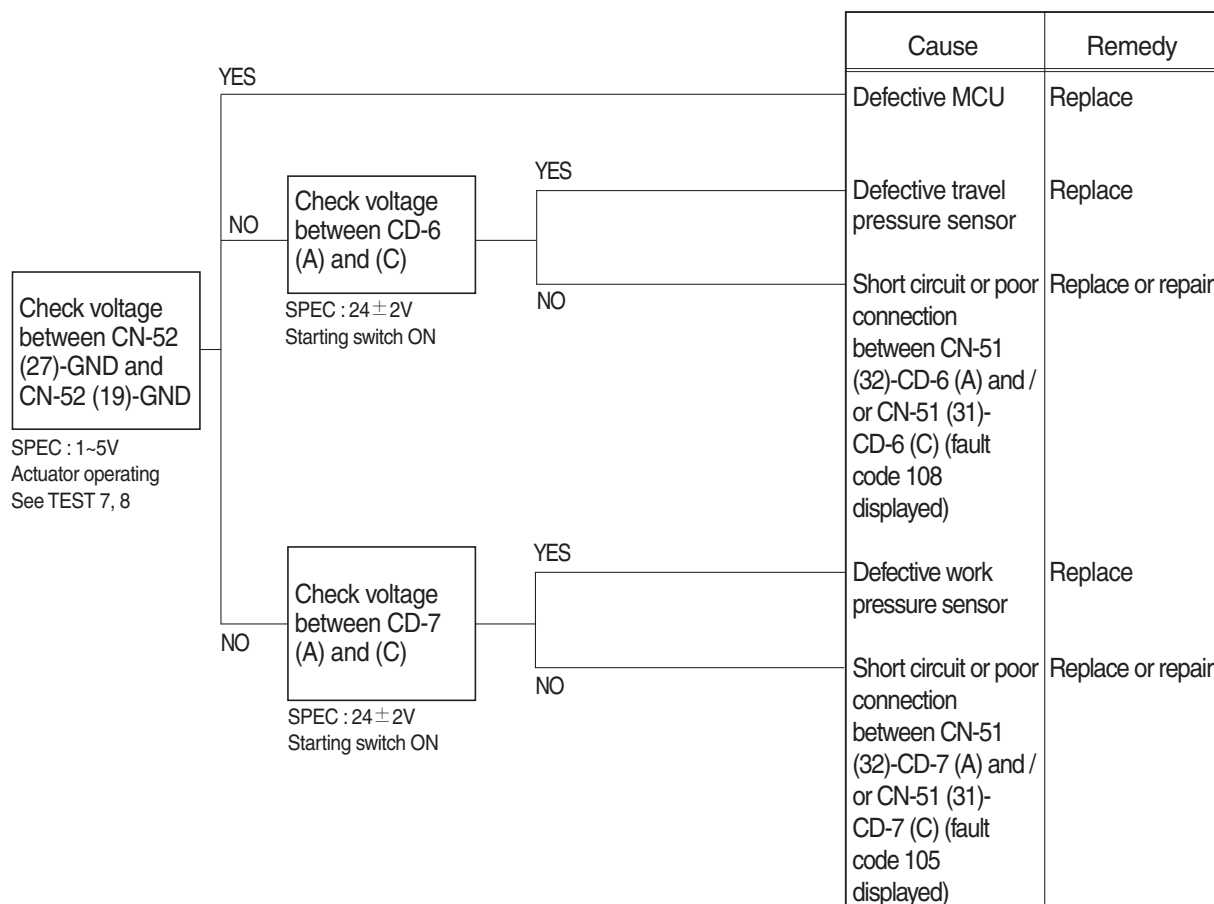 Cause
Remedy
YES
Defective MCU
Replace
NO
Check voltage
between CD-6
(A) and (C)
SPEC : 24±2V
Starting switch ON
YES
Defective travel
pressure sensor
Replace
NO
Short circuit or poor
connection
between CN-51
(32)-CD-6 (A) and /
or CN-51 (31)-
CD-6 (C) (fault
code 108
displayed)
Replace or repair
Check voltage
between CN-52
(27)-GND and
CN-52 (19)-GND
SPEC : 1~5V
Actuator operating
See TEST 7, 8
NO
Check voltage
between CD-7
(A) and (C)
SPEC : 24±2V
Starting switch ON
YES
Defective work
pressure sensor
Replace
NO
Short circuit or poor
connection
between CN-51
(32)-CD-7 (A) and /
or CN-51 (31)-
CD-7 (C) (fault
code 105
displayed)
Replace or repair